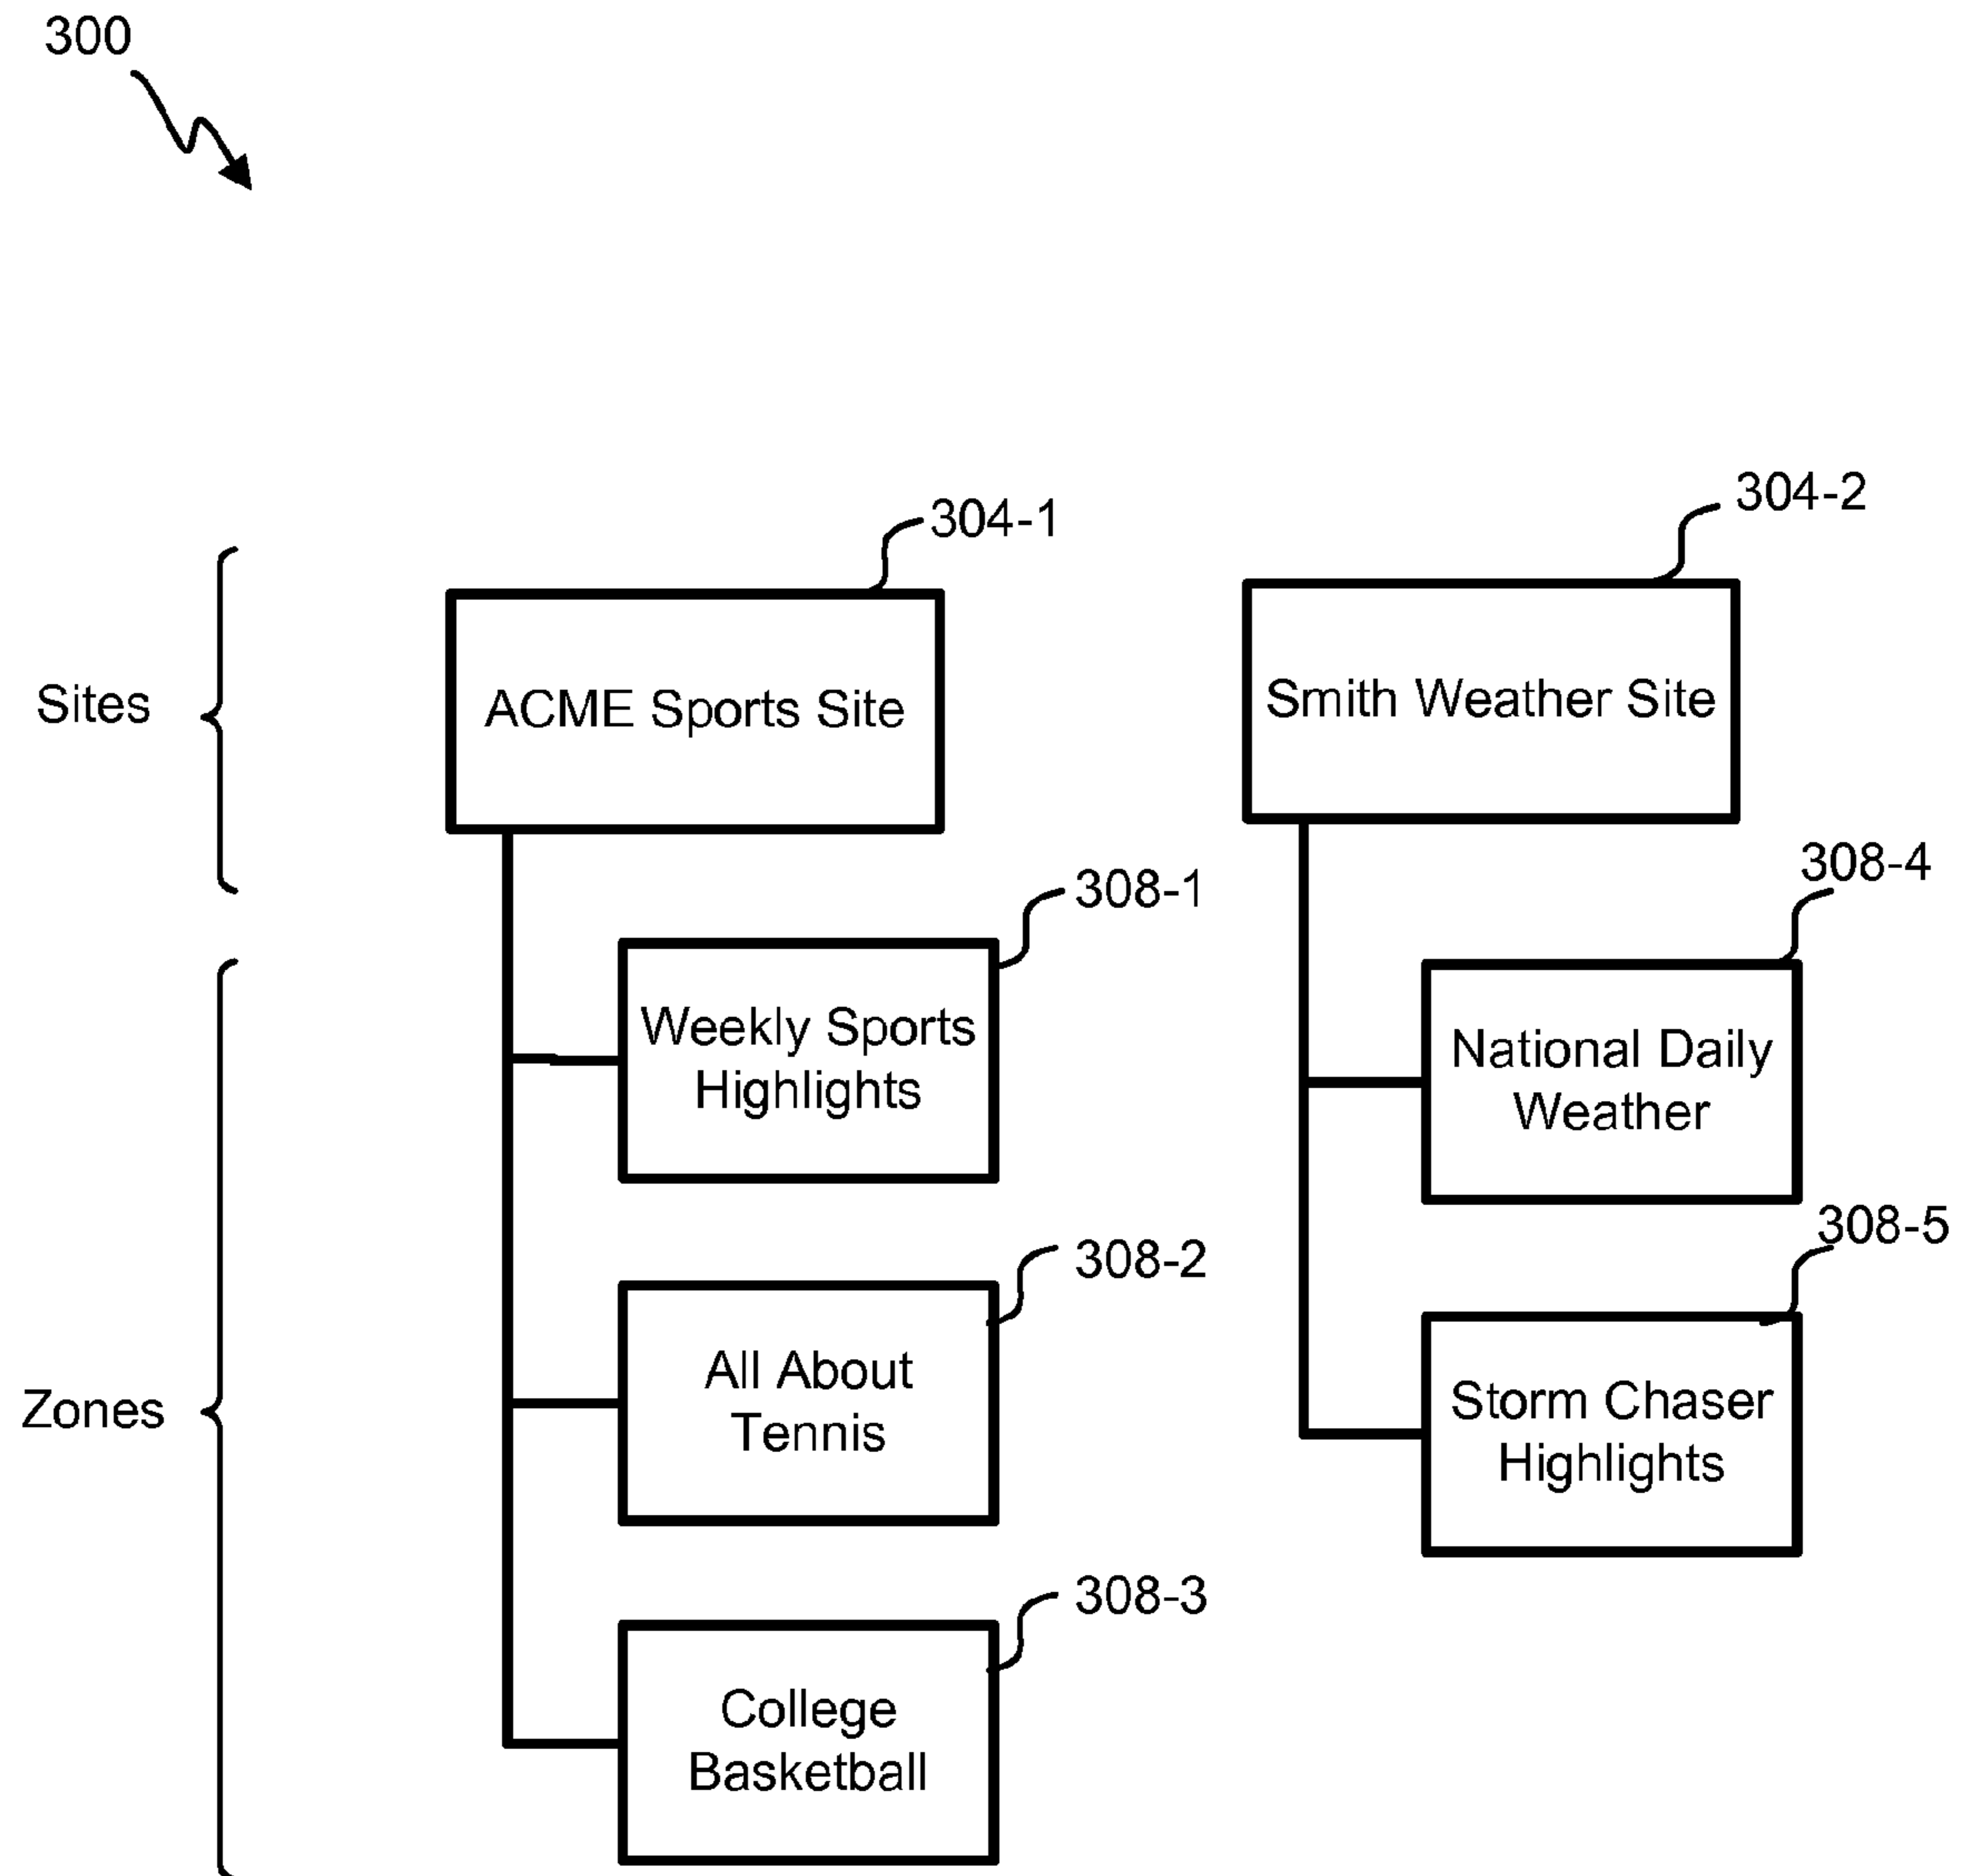 300
304-1
304-2
Sites
ACME Sports Site
Smith Weather Site
308-1
308-4
Weekly Sports
Highlights
National Daily
Weather
308-2
308-5
Zones
All About
Tennis
Storm Chaser
Highlights
308-3
College
Basketball